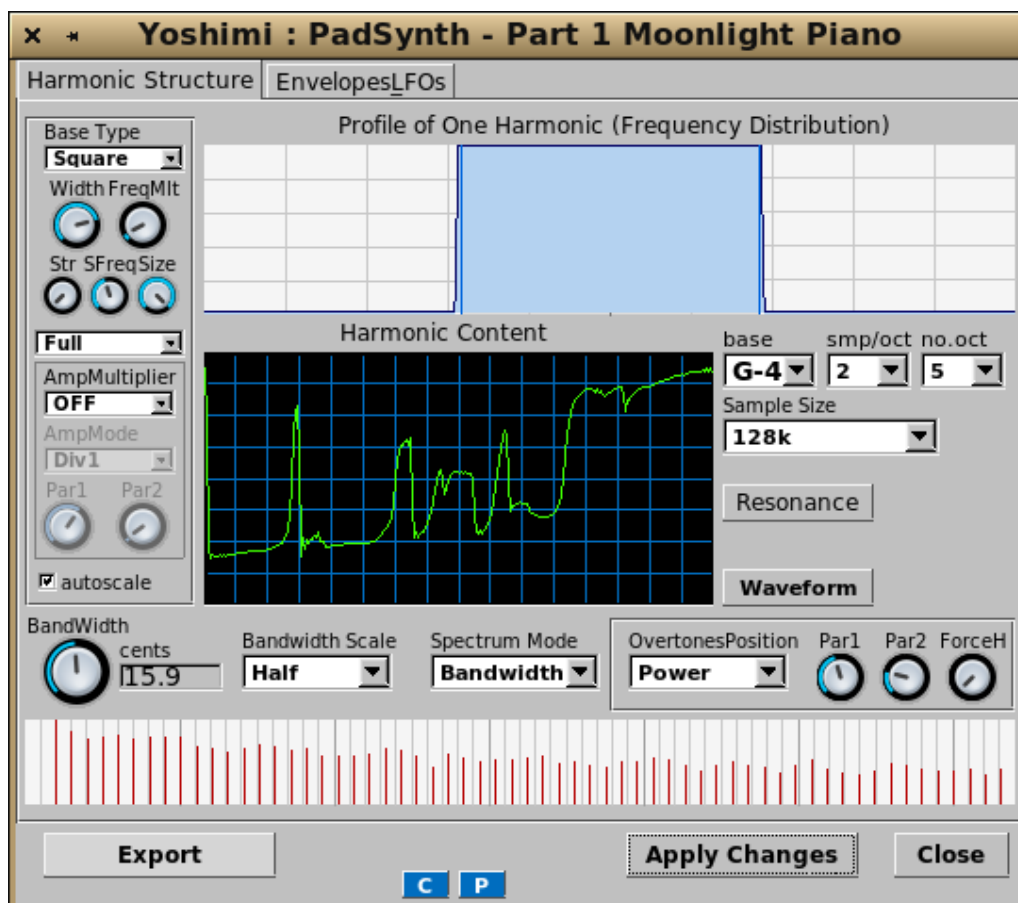 Yoshimi : PadSynth - Part 1 Moonlight Piano
Harmonic Structure
EnvelopesLFOs
Base Type
Square
Width FreqMlt
Str SFreq Size
Full
AmpMultiplier
OFF
AmpMode
Div1
Par1 Par2
autoscale
Profile of One Harmonic (Frequency Distribution)
Harmonic Content
base smp/oct no.oct
G-4 2 5
Sample Size
128k
Resonance
Waveform
BandWidth
cents
15.9
Bandwidth Scale
Half
Spectrum Mode
Bandwidth
OvertonesPosition Par1 Par2 ForceH
Power
Export
Apply Changes
Close
C P